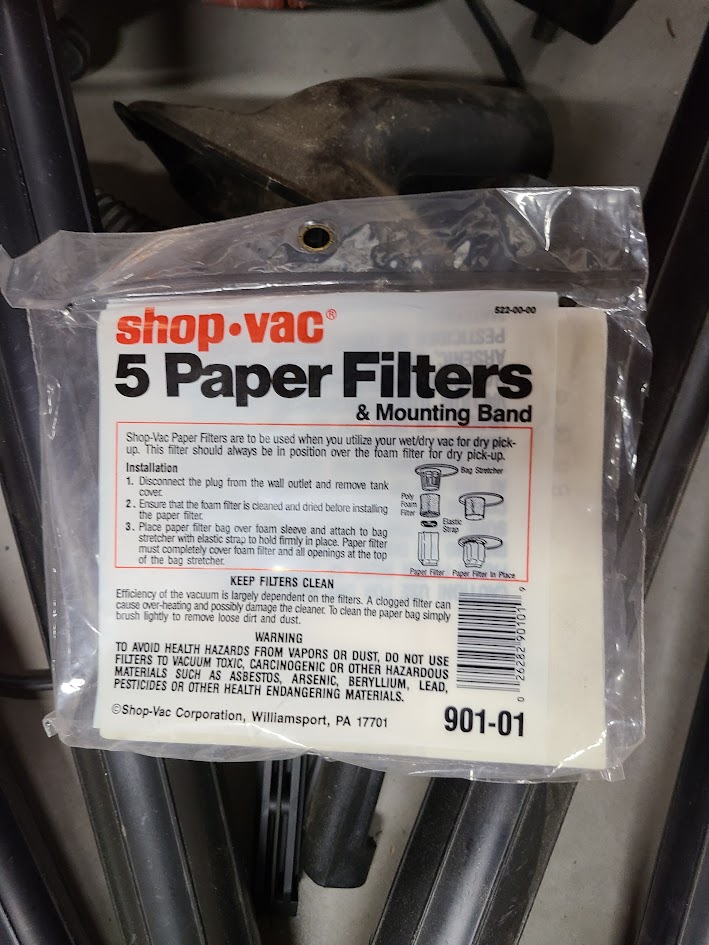 522-00-00
shop•vac®
5 Paper Filters
& Mounting Band
Shop-Vac Paper Filters are to be used when you utilize your wet/dry vac for dry pick-
up. This filter should always be in position over the foam filter for dry pick-up.
Installation
1. Disconnect the plug from the wall outlet and remove tank
cover.
2. Ensure that the foam filter is cleaned and dried before installing
the paper filter.
3. Place paper filter bag over foam sleeve and attach to bag
stretcher with elastic strap to hold firmly in place. Paper filter
must completely cover foam filter and all openings at the top
of the bag stretcher.
Bag Stretcher
Poly
Foam
Filter
Elastic
Strap
Paper Filter
Paper Filter In Place
KEEP FILTERS CLEAN
Efficiency of the vacuum is largely dependent on the filters. A clogged filter can
cause over-heating and possibly damage the cleaner. To clean the paper bag simply
brush lightly to remove loose dirt and dust.
WARNING
TO AVOID HEALTH HAZARDS FROM VAPORS OR DUST, DO NOT USE
FILTERS TO VACUUM TOXIC, CARCINOGENIC OR OTHER HAZARDOUS
MATERIALS SUCH AS ASBESTOS, ARSENIC, BERYLLIUM, LEAD,
PESTICIDES OR OTHER HEALTH ENDANGERING MATERIALS.
©Shop-Vac Corporation, Williamsport, PA 17701
0 26282 90101 9
901-01